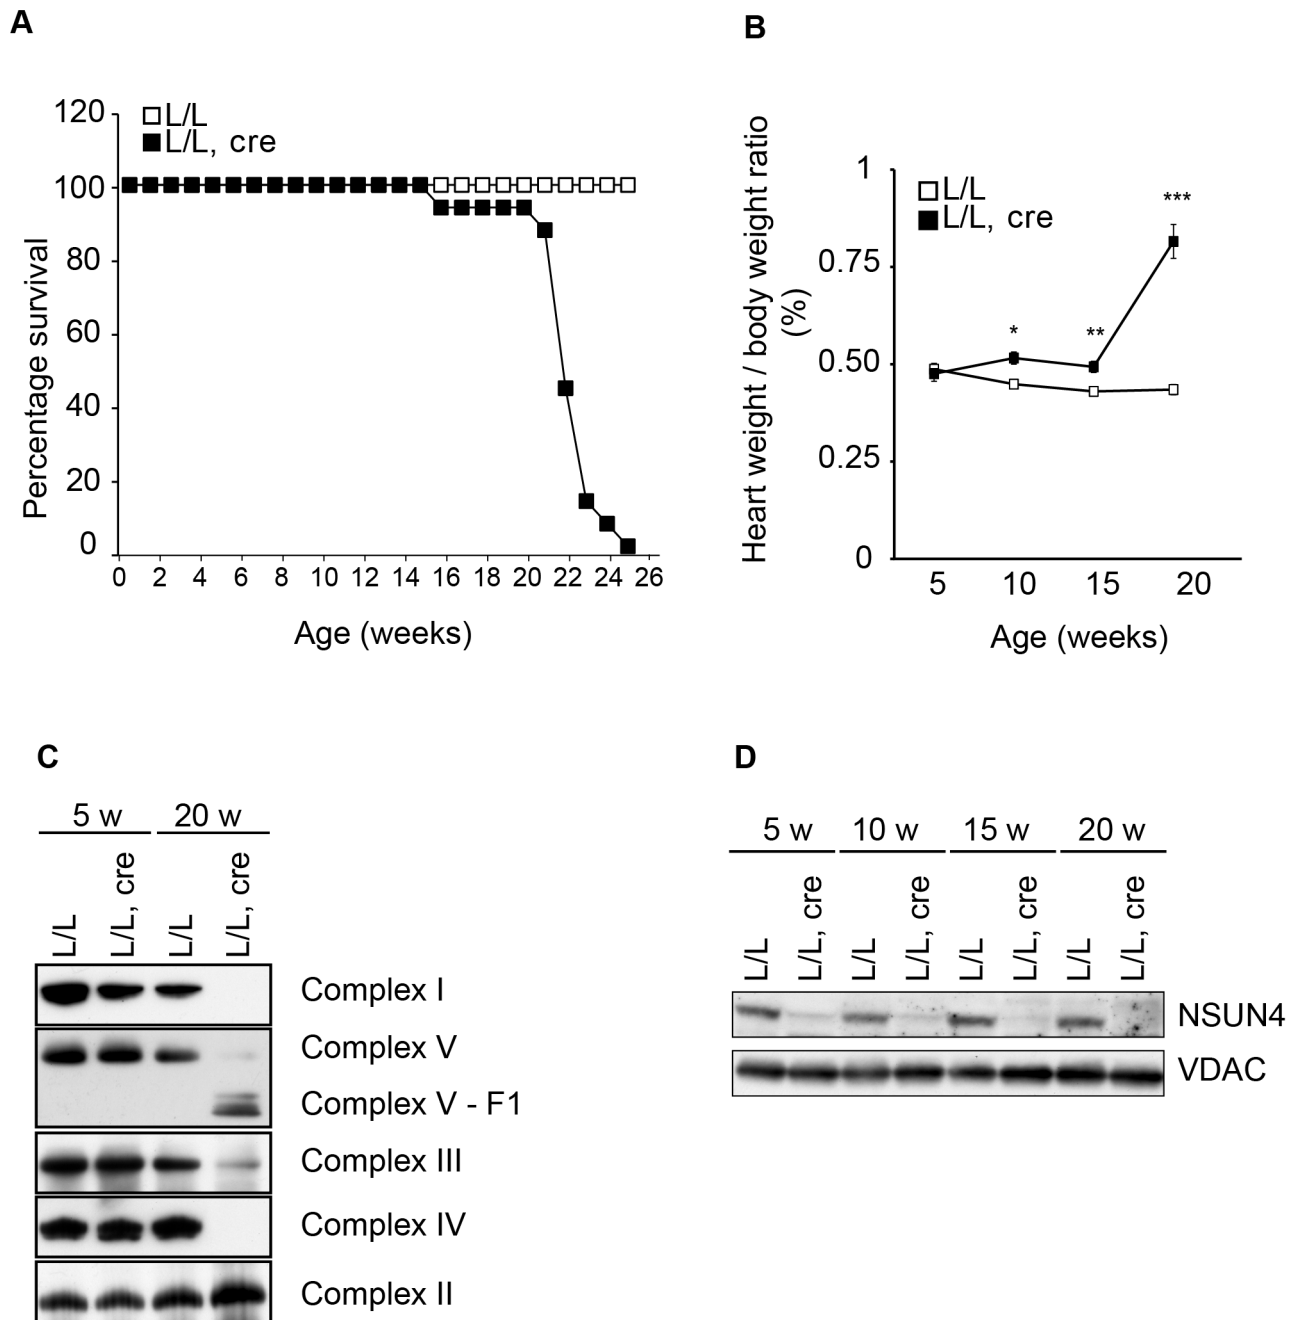 A
120
100
80
60
40
20
0
Percentage survival
L/L
L/L, cre
0 2 4 6 8 10 12 14 16 18 20 22 24 26
Age (weeks)
B
1
0.75
0.50
0.25
0
Heart weight / body weight ratio
(%)
L/L
L/L, cre
*
**
***
5 10 15 20
Age (weeks)
C
5 w 20 w
L/L L/L, cre L/L L/L, cre
Complex I
Complex V
Complex V - F1
Complex III
Complex IV
Complex II
D
5 w 10 w 15 w 20 w
L/L L/L, cre L/L L/L, cre L/L L/L, cre L/L L/L, cre
NSUN4
VDAC